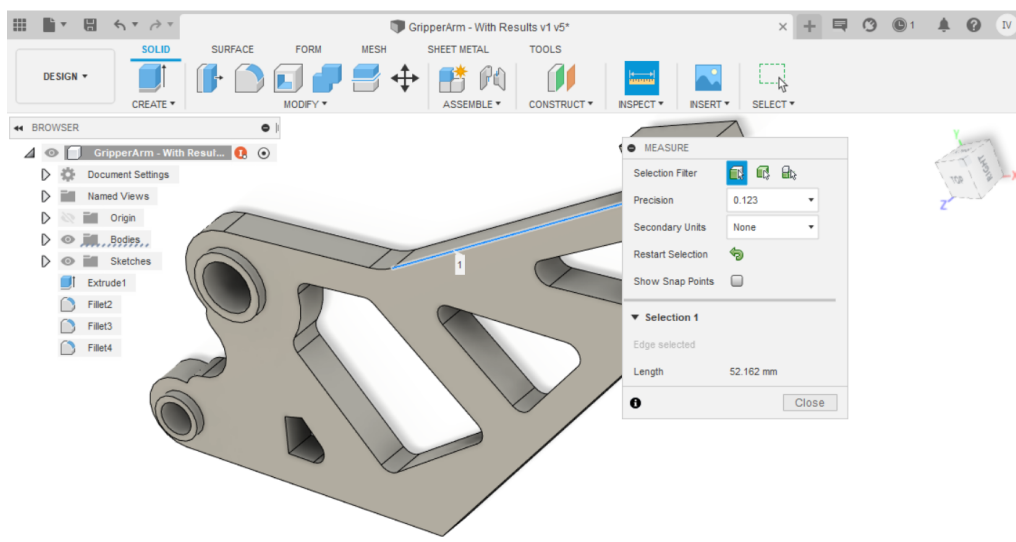 GripperArm - With Results v1 v5*
1
IV
SOLID SURFACE FORM MESH SHEET METAL TOOLS
DESIGN
CREATE MODIFY ASSEMBLE CONSTRUCT INSPECT INSERT SELECT
BROWSER
GripperArm - With Resul...
Document Settings
Named Views
Origin
Bodies
Sketches
Extrude1
Fillet2
Fillet3
Fillet4
1
MEASURE
Selection Filter
Precision 0.123
Secondary Units None
Restart Selection
Show Snap Points
Selection 1
Edge selected
Length 52.162 mm
Close
Y
X
Z
RIGHT